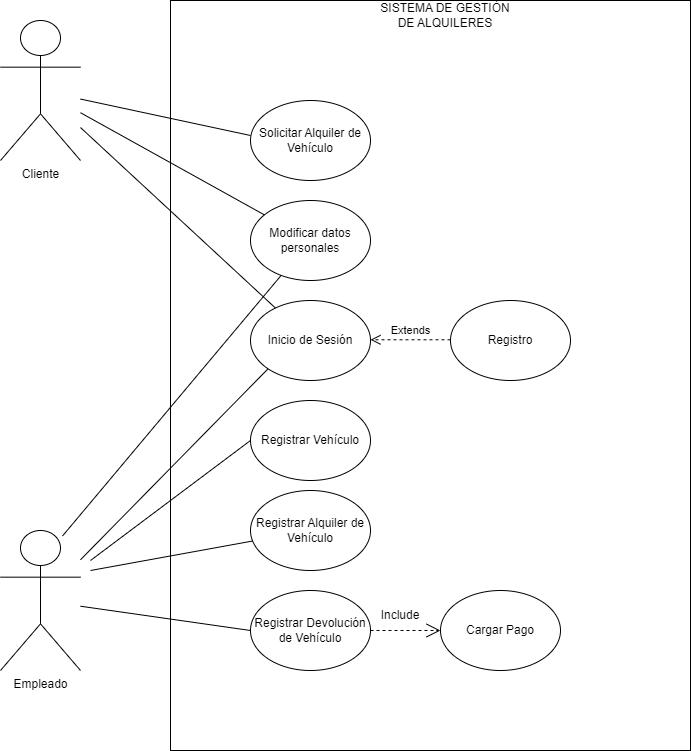 SISTEMA DE GESTIÓN
DE ALQUILERES
Cliente
Solicitar Alquiler de
Vehículo
Modificar datos
personales
Inicio de Sesión
Extends
Registro
Registrar Vehículo
Registrar Alquiler de
Vehículo
Registrar Devolución
de Vehículo
Include
Cargar Pago
Empleado